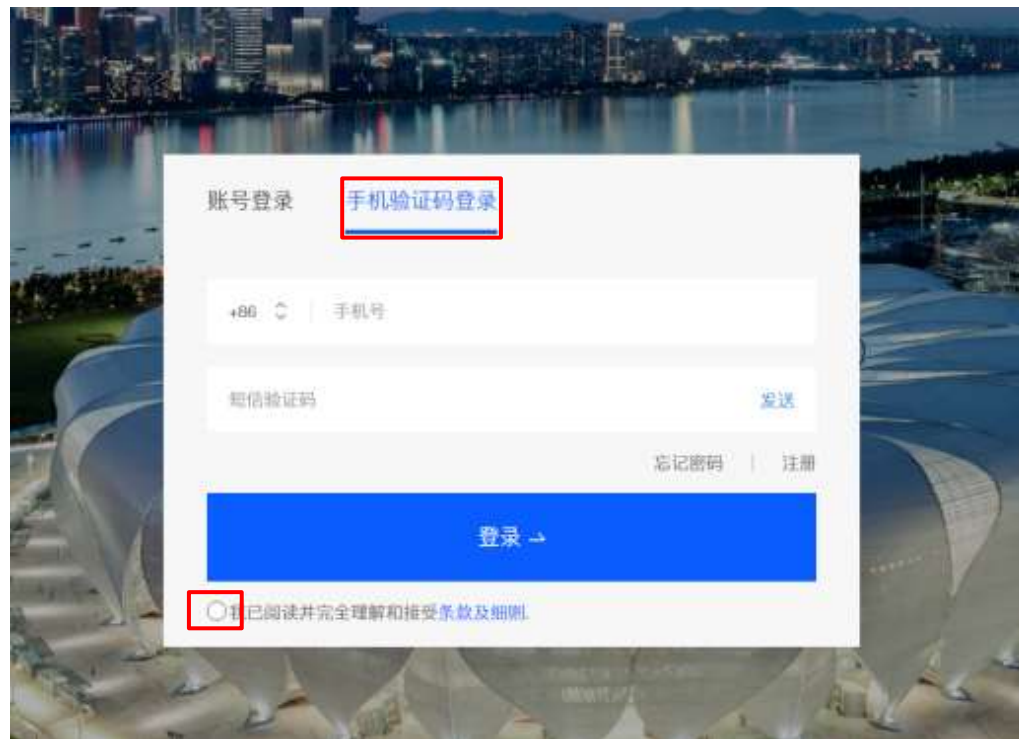 账号登录 手机验证码登录
+86 手机号
短信验证码 发送
忘记密码 | 注册
登录 →
我已阅读并完全理解和接受条款及细则.